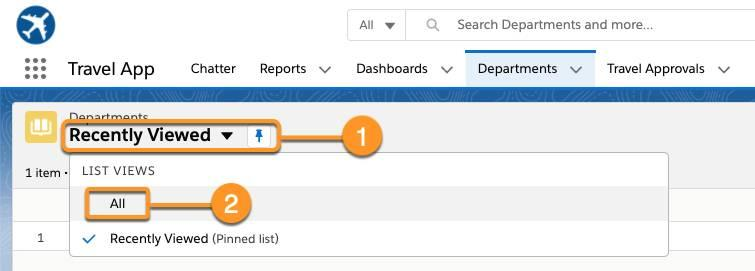 All Search Departments and more...
Travel App Chatter Reports Dashboards Departments Travel Approvals
Departments
Recently Viewed 1
1 item •
LIST VIEWS
All 2
1 Recently Viewed (Pinned list)